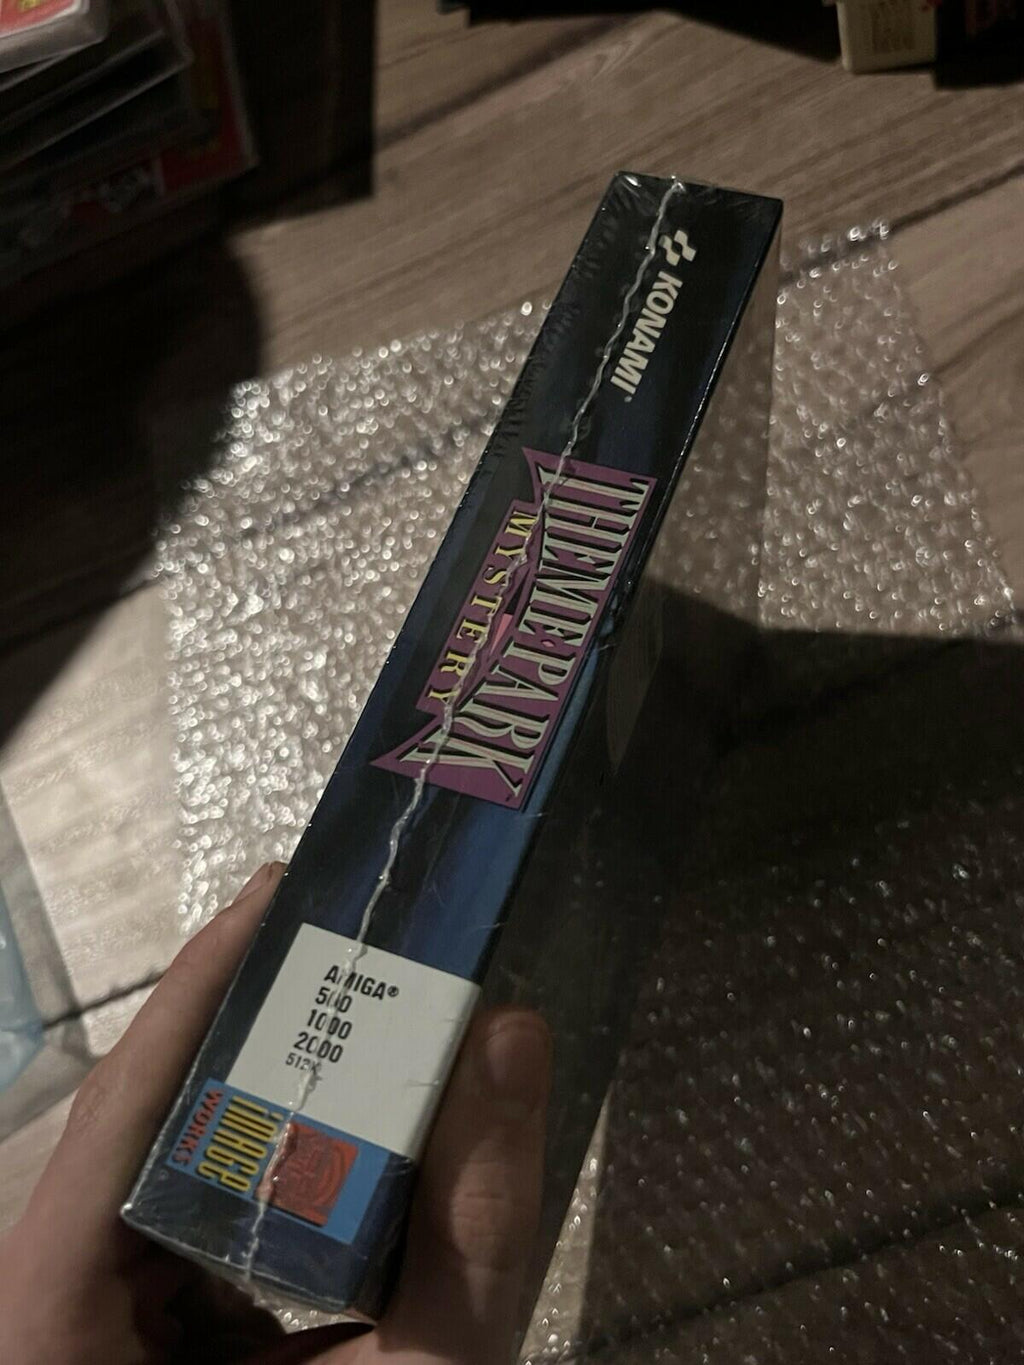 KONAMI
THEME PARK
MYSTERY
AMIGA®
500
1000
2000
512K
image
WORKS